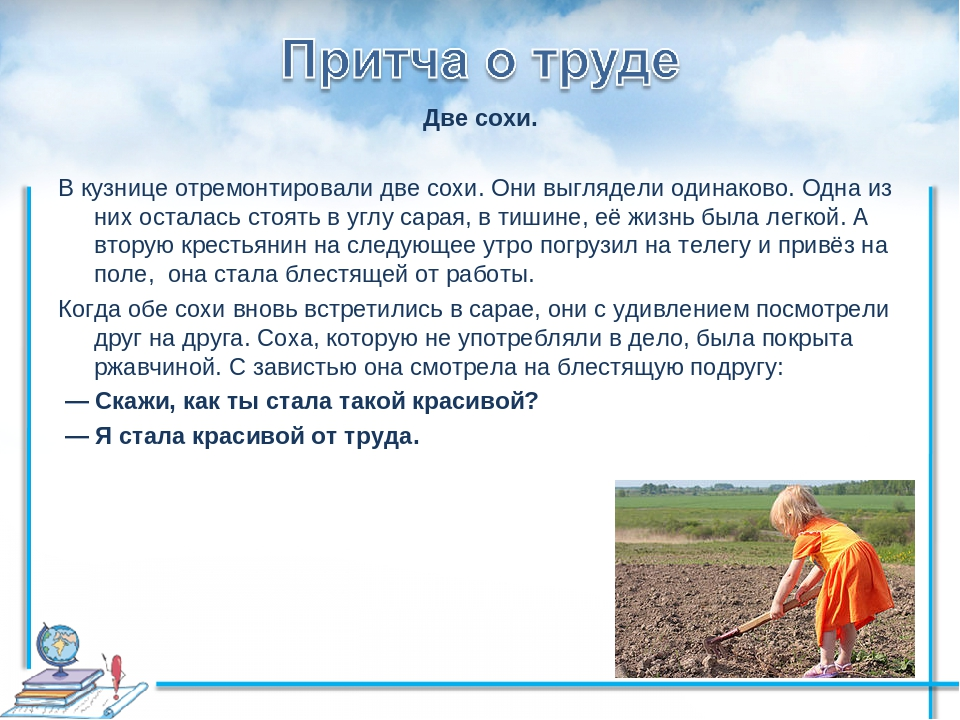 Притча о труде
Две сохи.
В кузнице отремонтировали две сохи. Они выглядели одинаково. Одна из
них осталась стоять в углу сарая, в тишине, её жизнь была легкой. А
вторую крестьянин на следующее утро погрузил на телегу и привёз на
поле,  она стала блестящей от работы.
Когда обе сохи вновь встретились в сарае, они с удивлением посмотрели
друг на друга. Соха, которую не употребляли в дело, была покрыта
ржавчиной. С завистью она смотрела на блестящую подругу:
— Скажи, как ты стала такой красивой?
— Я стала красивой от труда.